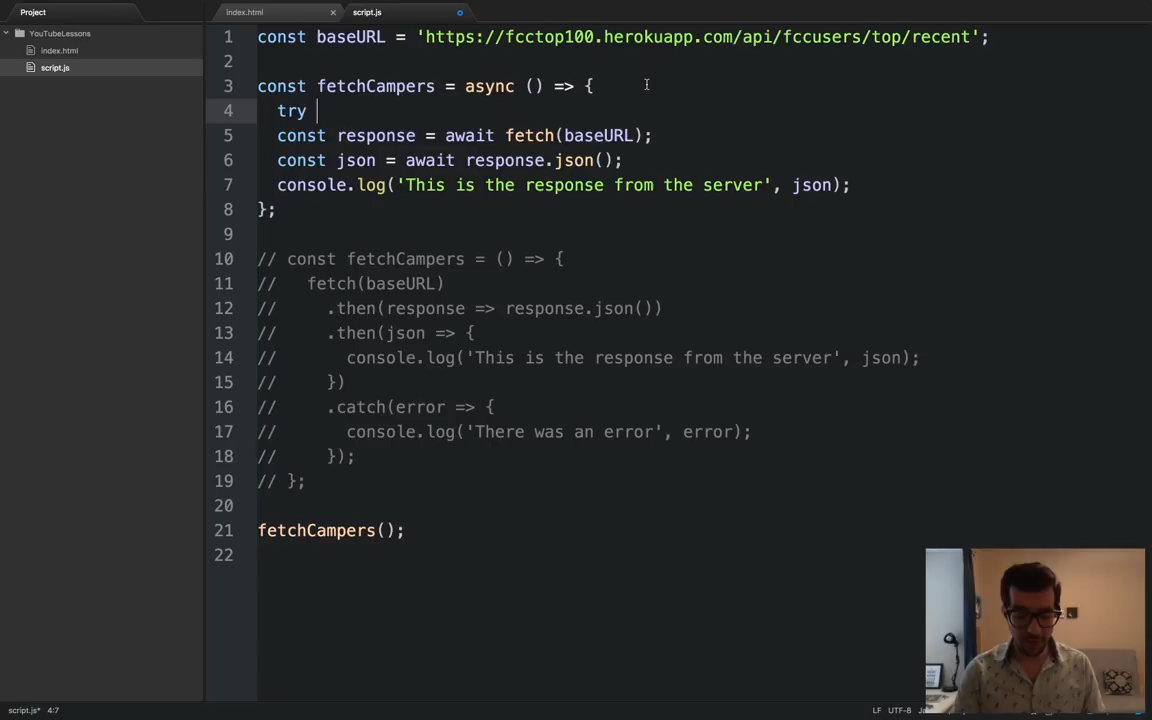 Project
index.html
script.js
YouTubeLessons
index.html
script.js
1 const baseURL = 'https://fcctop100.herokuapp.com/api/fccusers/top/recent';
2
3 const fetchCampers = async () => {
4 try
5 const response = await fetch(baseURL);
6 const json = await response.json();
7 console.log('This is the response from the server', json);
8 };
9
10 // const fetchCampers = () => {
11 // fetch(baseURL)
12 // .then(response => response.json())
13 // .then(json => {
14 // console.log('This is the response from the server', json);
15 // })
16 // .catch(error => {
17 // console.log('There was an error', error);
18 // });
19 // };
20
21 fetchCampers();
22
script.js* 4:7
LF UTF-8